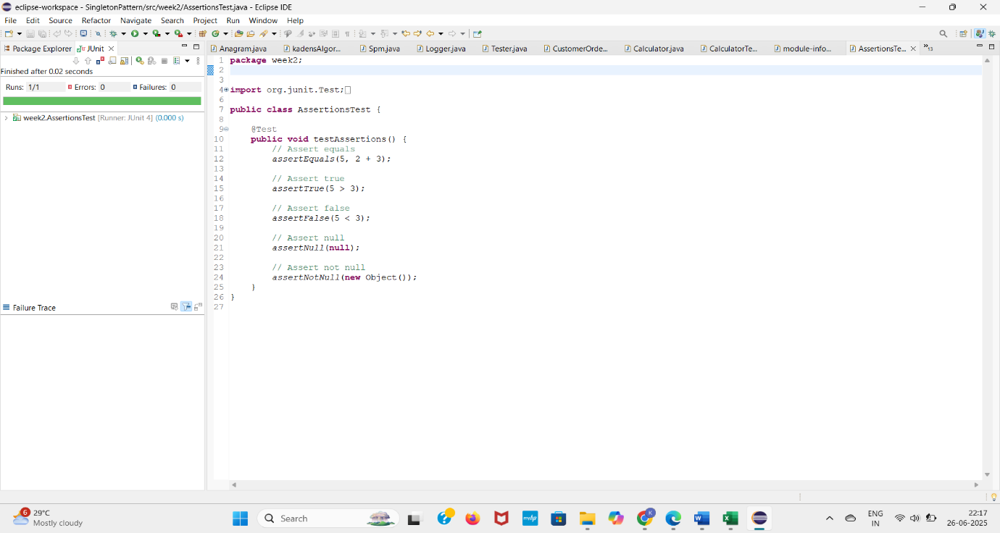 eclipse-workspace - SingletonPattern/src/week2/AssertionsTest.java - Eclipse IDE
File Edit Source Refactor Navigate Search Project Run Window Help
Package Explorer JUnit
Finished after 0.02 seconds
Runs: 1/1 Errors: 0 Failures: 0
week2.AssertionsTest [Runner: JUnit 4] (0.000 s)
Failure Trace
Anagram.java kadensAlgor... Spm.java Logger.java Tester.java CustomerOrde... Calculator.java CalculatorTe... module-info... AssertionsTe... »13
1 package week2;
2
3
4 import org.junit.Test;
6
7 public class AssertionsTest {
8
9 @Test
10 public void testAssertions() {
11 // Assert equals
12 assertEquals(5, 2 + 3);
13
14 // Assert true
15 assertTrue(5 > 3);
16
17 // Assert false
18 assertFalse(5 < 3);
19
20 // Assert null
21 assertNull(null);
22
23 // Assert not null
24 assertNotNull(new Object());
25 }
26 }
27
6
29°C
Mostly cloudy
Search
myhp
ENG
IN
22:17
26-06-2025